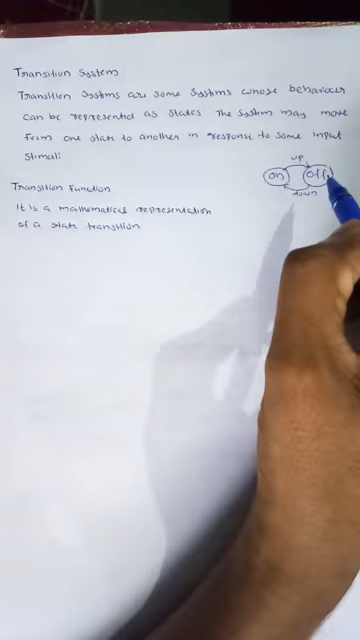 Transition System
Transition Systems are some systems whose behaviour
can be represented as states The system may move
from one state to another in response to some input
stimuli
up
on
off
down
Transition Function
It is a mathematical representation
of a state transition